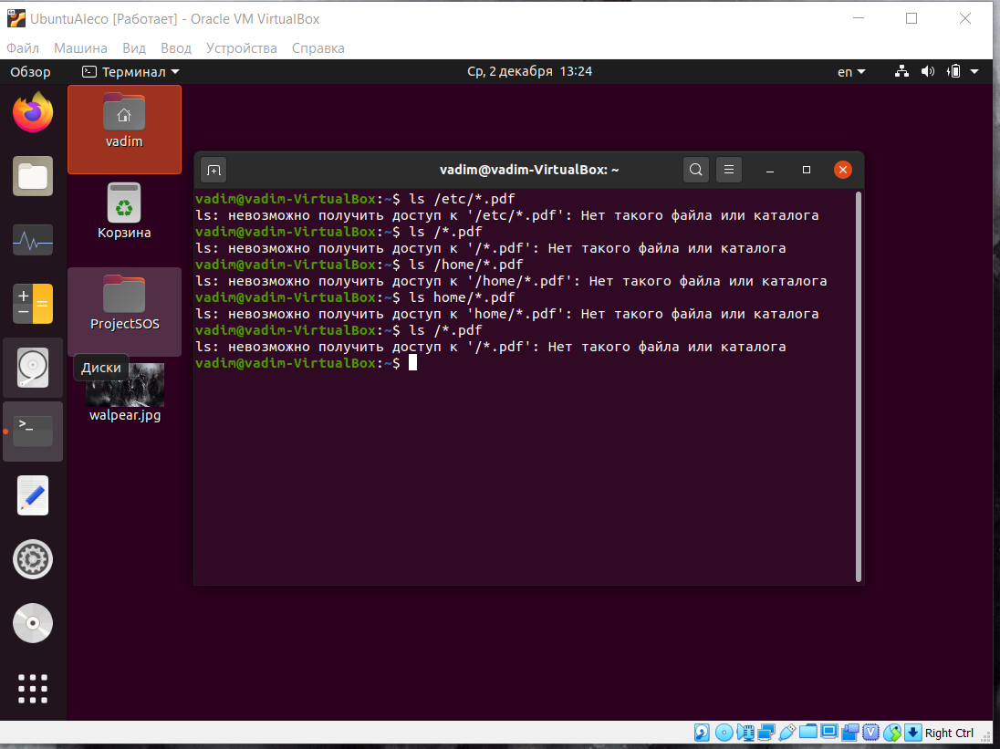 UbuntuAleco [Работает] - Oracle VM VirtualBox
Файл Машина Вид Ввод Устройства Справка
Обзор Терминал Ср, 2 декабря 13:24 en
vadim
Корзина
ProjectSOS
Диски
walpear.jpg
vadim@vadim-VirtualBox: ~
vadim@vadim-VirtualBox:~$ ls /etc/*.pdf
ls: невозможно получить доступ к '/etc/*.pdf': Нет такого файла или каталога
vadim@vadim-VirtualBox:~$ ls /*.pdf
ls: невозможно получить доступ к '/*.pdf': Нет такого файла или каталога
vadim@vadim-VirtualBox:~$ ls /home/*.pdf
ls: невозможно получить доступ к '/home/*.pdf': Нет такого файла или каталога
vadim@vadim-VirtualBox:~$ ls home/*.pdf
ls: невозможно получить доступ к 'home/*.pdf': Нет такого файла или каталога
vadim@vadim-VirtualBox:~$ ls /*.pdf
ls: невозможно получить доступ к '/*.pdf': Нет такого файла или каталога
vadim@vadim-VirtualBox:~$
Right Ctrl